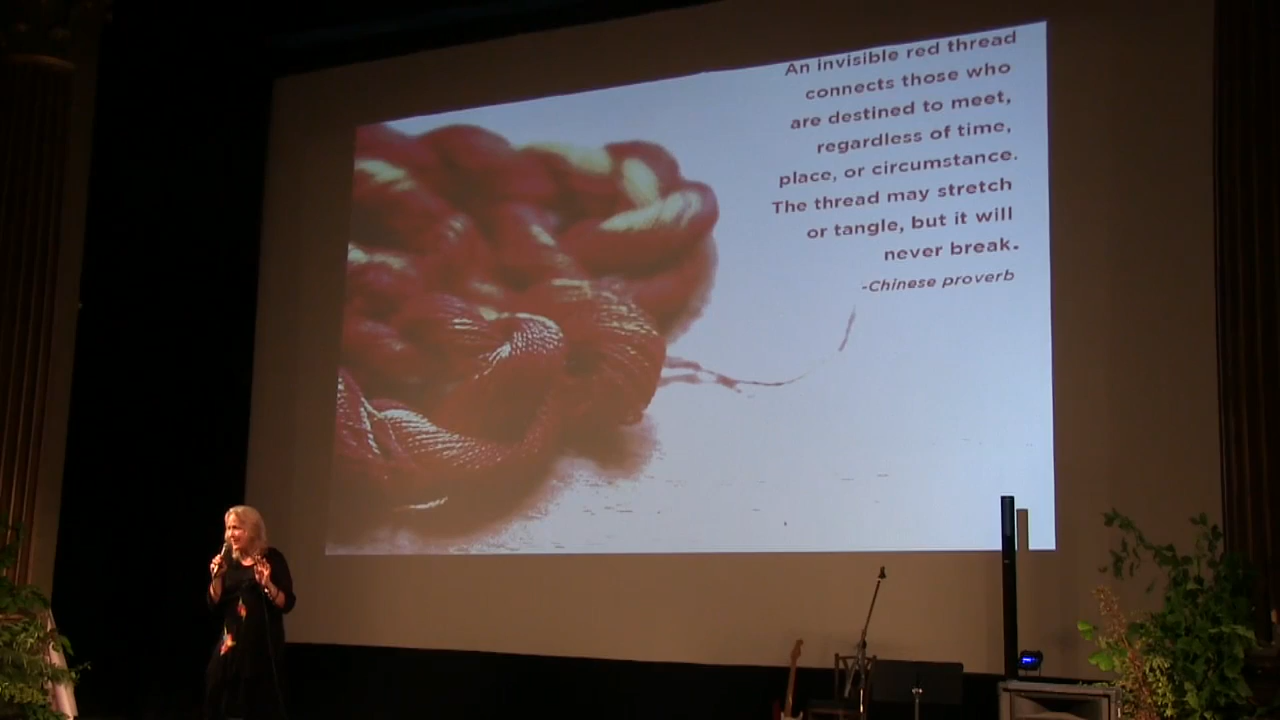 An invisible red thread
connects those who
are destined to meet,
regardless of time,
place, or circumstance.
The thread may stretch
or tangle, but it will
never break.
-Chinese proverb